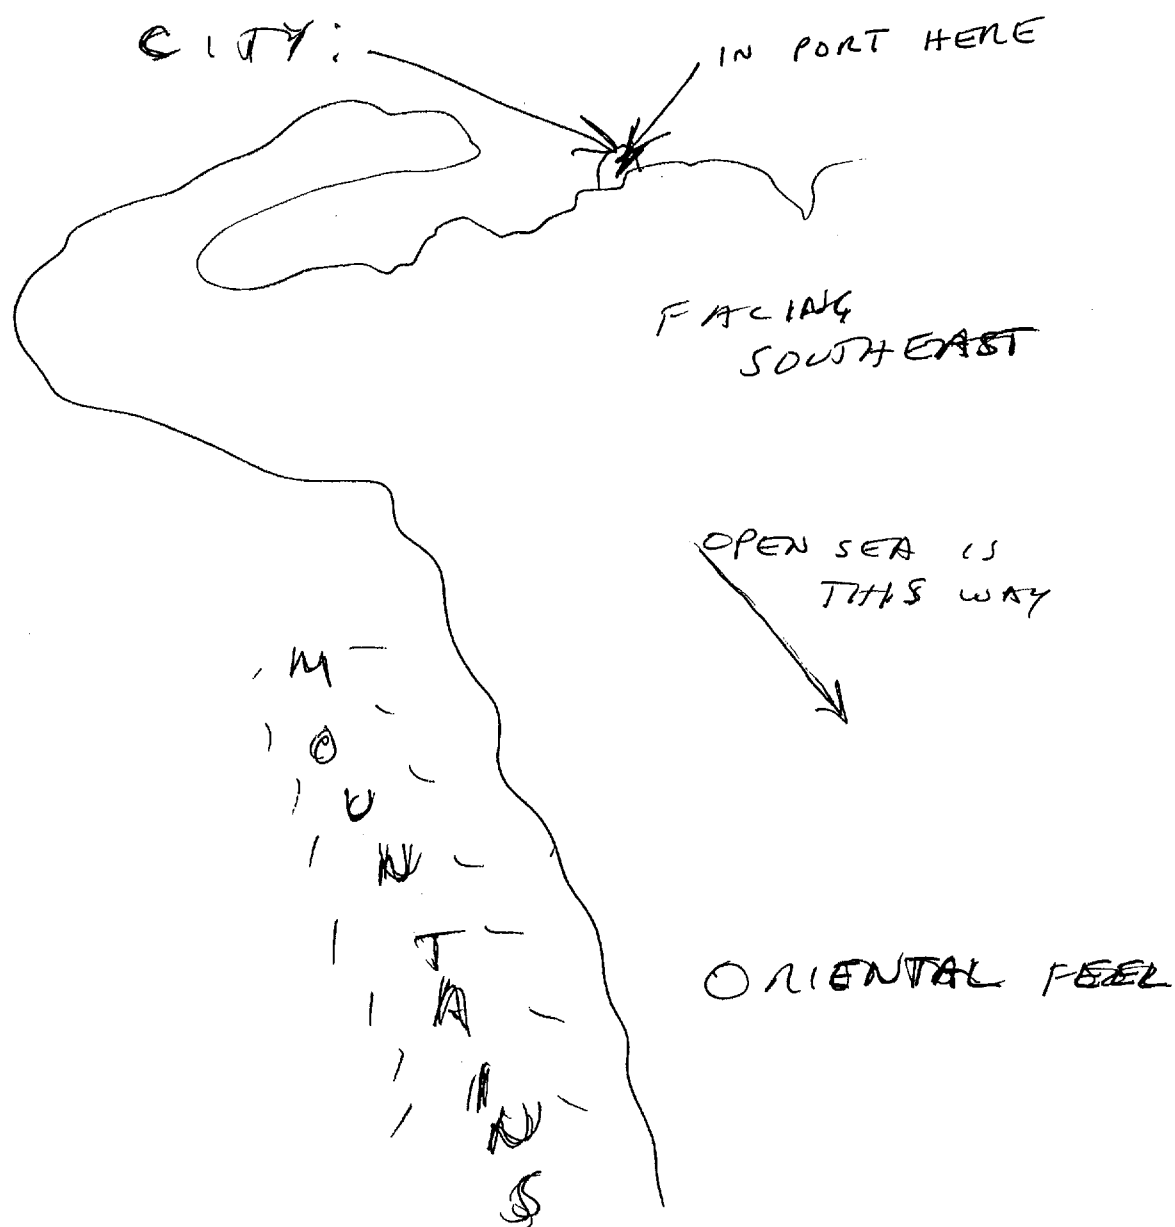 CITY:
IN PORT HERE
FACING
SOUTHEAST
OPEN SEA IS
THIS WAY
MOUNTAINS
ORIENTAL FEEL